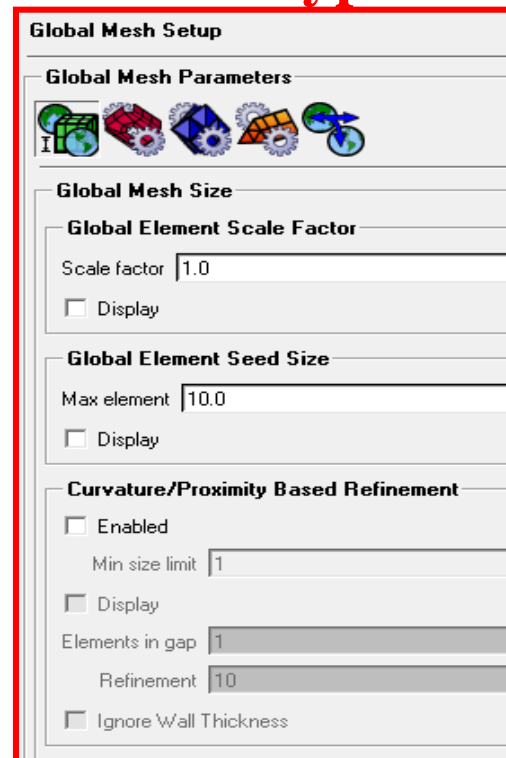 Global Mesh Setup
Global Mesh Parameters
Global Mesh Size
Global Element Scale Factor
Scale factor 1.0
Display
Global Element Seed Size
Max element 10.0
Display
Curvature/Proximity Based Refinement
Enabled
Min size limit 1
Display
Elements in gap 1
Refinement 10
Ignore Wall Thickness